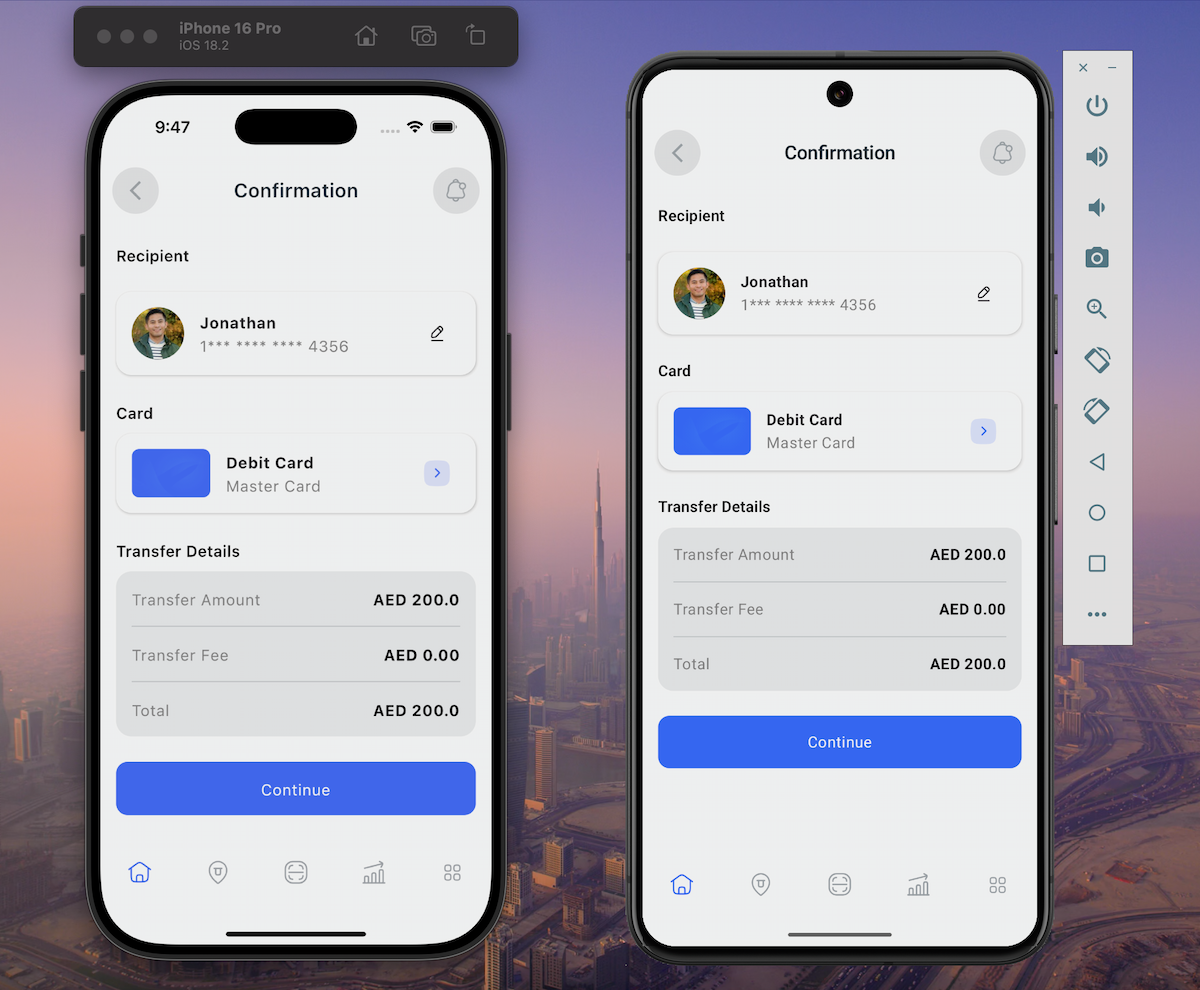 iPhone 16 Pro
iOS 18.2
9:47
Confirmation
Recipient
Jonathan
1*** **** **** 4356
Card
Debit Card
Master Card
Transfer Details
Transfer Amount AED 200.0
Transfer Fee AED 0.00
Total AED 200.0
Continue
Confirmation
Recipient
Jonathan
1*** **** **** 4356
Card
Debit Card
Master Card
Transfer Details
Transfer Amount AED 200.0
Transfer Fee AED 0.00
Total AED 200.0
Continue